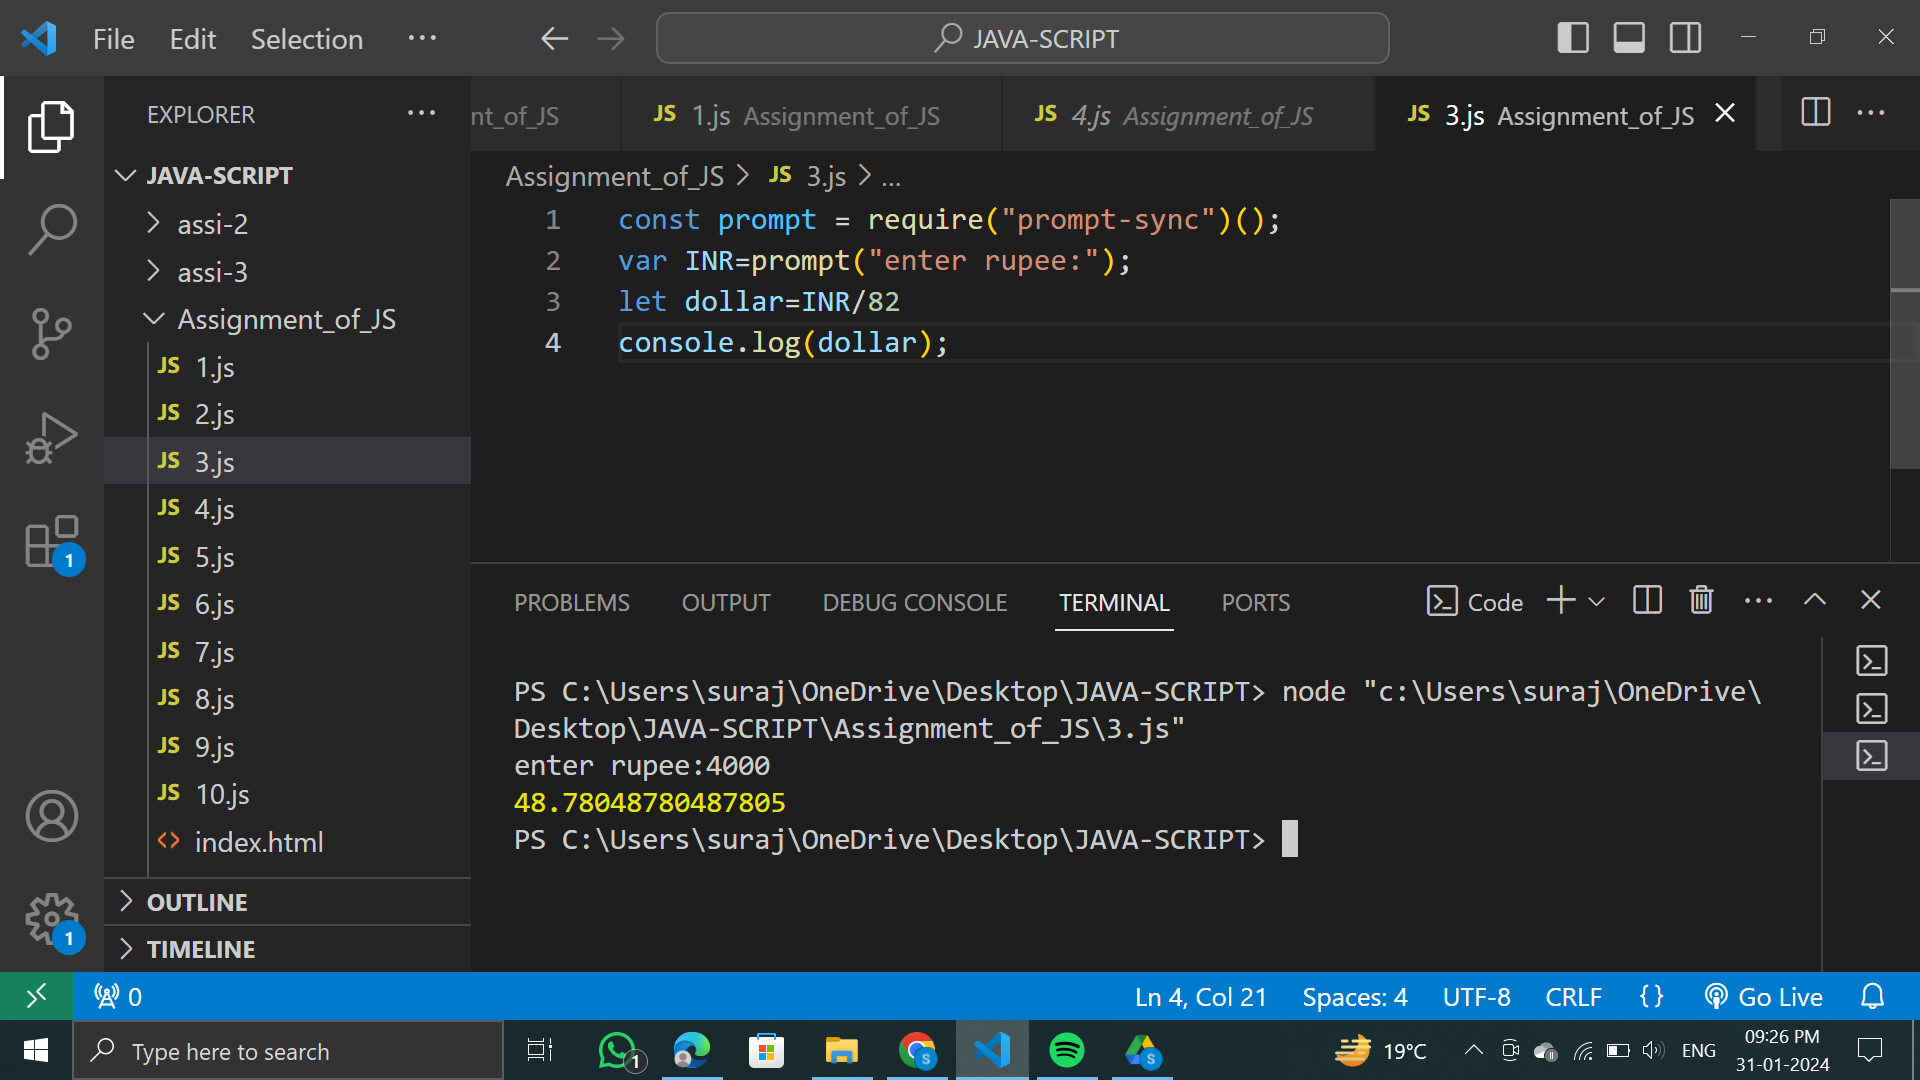 File Edit Selection ··· JAVA-SCRIPT
EXPLORER ···
JAVA-SCRIPT
assi-2
assi-3
Assignment_of_JS
JS 1.js
JS 2.js
JS 3.js
JS 4.js
JS 5.js
JS 6.js
JS 7.js
JS 8.js
JS 9.js
JS 10.js
<> index.html
OUTLINE
TIMELINE
1
1
nt_of_JS JS 1.js Assignment_of_JS JS 4.js Assignment_of_JS JS 3.js Assignment_of_JS ···
Assignment_of_JS > JS 3.js > ...
1 const prompt = require("prompt-sync")();
2 var INR=prompt("enter rupee:");
3 let dollar=INR/82
4 console.log(dollar);
PROBLEMS OUTPUT DEBUG CONSOLE TERMINAL PORTS Code ···
PS C:\Users\suraj\OneDrive\Desktop\JAVA-SCRIPT> node "c:\Users\suraj\OneDrive\
Desktop\JAVA-SCRIPT\Assignment_of_JS\3.js"
enter rupee:4000
48.78048780487805
PS C:\Users\suraj\OneDrive\Desktop\JAVA-SCRIPT>
0 Ln 4, Col 21 Spaces: 4 UTF-8 CRLF {} Go Live
Type here to search 1 S S 19°C ENG 09:26 PM
31-01-2024